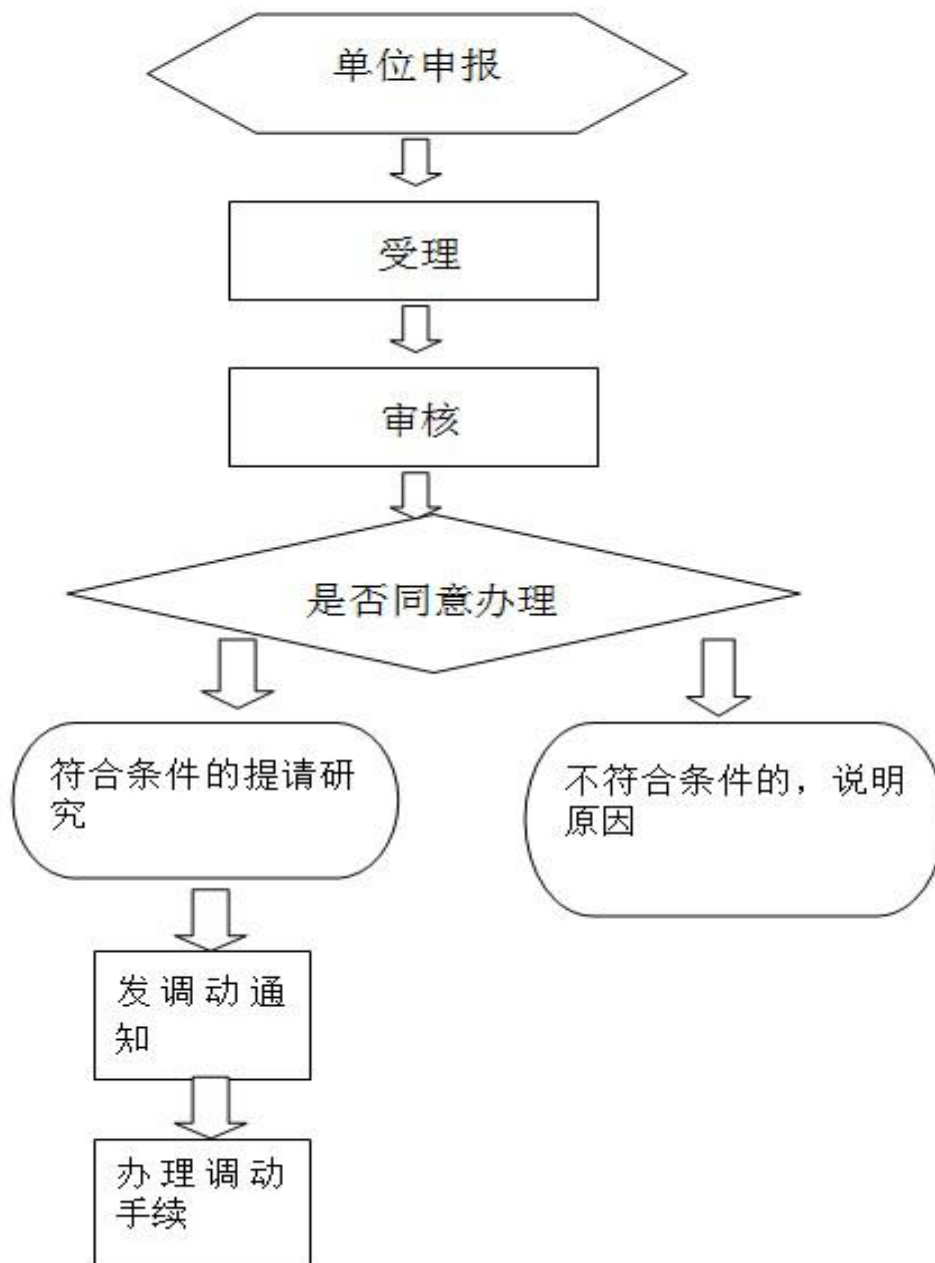 单位申报
受理
审核
是否同意办理
符合条件的提请研
究
不符合条件的，说明
原因
发调动通
知
办理调动
手续